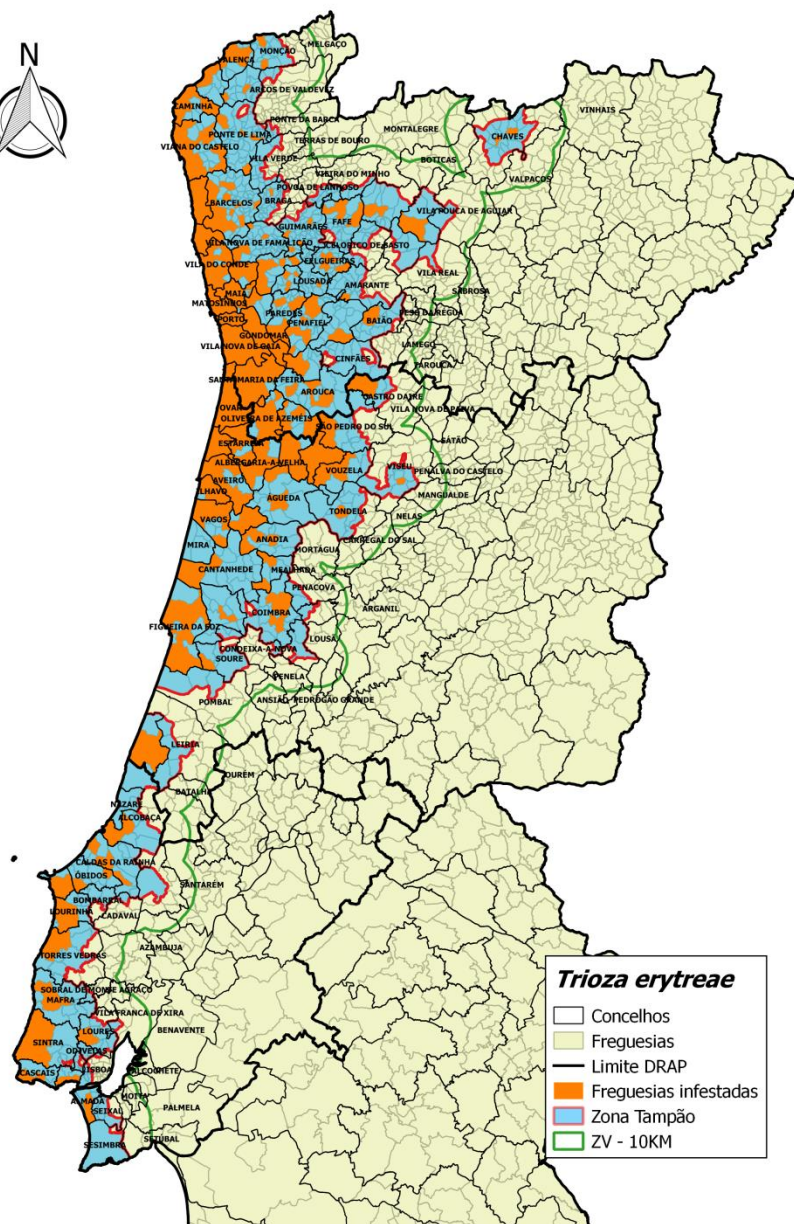 N
MELGAÇO
MONÇÃO
VALENÇA
ARCOS DE VALDEVEZ
VINHAIS
CAMINHA
PONTE DA BARCA
MONTALEGRE
CHAVES
PONTE DE LIMA
TERRAS DE BOURO
VIANA DO CASTELO
BOTICAS
VILA VERDE
VIEIRA DO MINHO
VALPAÇOS
PÓVOA DE LANHOSO
BRAGA
BARCELOS
FAFE
VILA POUCA DE AGUIAR
GUIMARÃES
VILA NOVA DE FAMALICÃO
CELORICO DE BASTO
VILA DO CONDE
FELGUEIRAS
VILA REAL
LOUSADA
AMARANTE
SABROSA
MAIA
MATOSINHOS
PAREDES
PORTO
PENAFIEL
BAIÃO
PESO DA RÉGUA
GONDOMAR
VILA NOVA DE GAIA
LAMEGO
CINFÃES
TAROUCA
SANTA MARIA DA FEIRA
AROUCA
CASTRO DAIRE
OVAR
VILA NOVA DE PAIVA
OLIVEIRA DE AZEMÉIS
SÃO PEDRO DO SUL
ESTARREJA
SÁTÃO
ALBERGARIA-A-VELHA
VISEU
VOUZELA
PENALVA DO CASTELO
AVEIRO
ÍLHAVO
ÁGUEDA
MANGUALDE
VAGOS
TONDELA
NELAS
MIRA
ANADIA
CARREGAL DO SAL
MORTÁGUA
CANTANHEDE
MEALHADA
PENACOVA
COIMBRA
ARGANIL
FIGUEIRA DA FOZ
LOUSÃ
CONDEIXA-A-NOVA
SOURE
PENELA
POMBAL
ANSIÃO
PEDRÓGÃO GRANDE
LEIRIA
OURÉM
BATALHA
NAZARÉ
ALCOBAÇA
CALDAS DA RAINHA
ÓBIDOS
SANTARÉM
BOMBARRAL
LOURINHÃ
CADAVAL
AZAMBUJA
TORRES VEDRAS
SOBRAL DE MONTE AGRAÇO
MAFRA
VILA FRANCA DE XIRA
BENAVENTE
LOURES
SINTRA
ODIVELAS
LISBOA
CASCAIS
ALCOCHETE
ALMADA
MOITA
SEIXAL
PALMELA
SESIMBRA
SETÚBAL
Trioza erytreae
Concelhos
Freguesias
Limite DRAP
Freguesias infestadas
Zona Tampão
ZV - 10KM